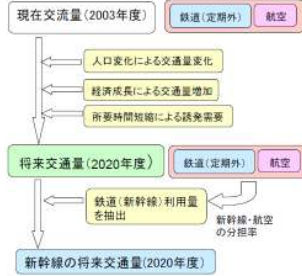 現在交流量(2003年度)
鉄道(定期外)
航空
人口変化による交通量変化
経済成長による交通量増加
所要時間短縮による誘発需要
将来交通量(2020年度)
鉄道(定期外)
航空
鉄道(新幹線)利用量
を抽出
新幹線・航空
の分担率
新幹線の将来交通量(2020年度)